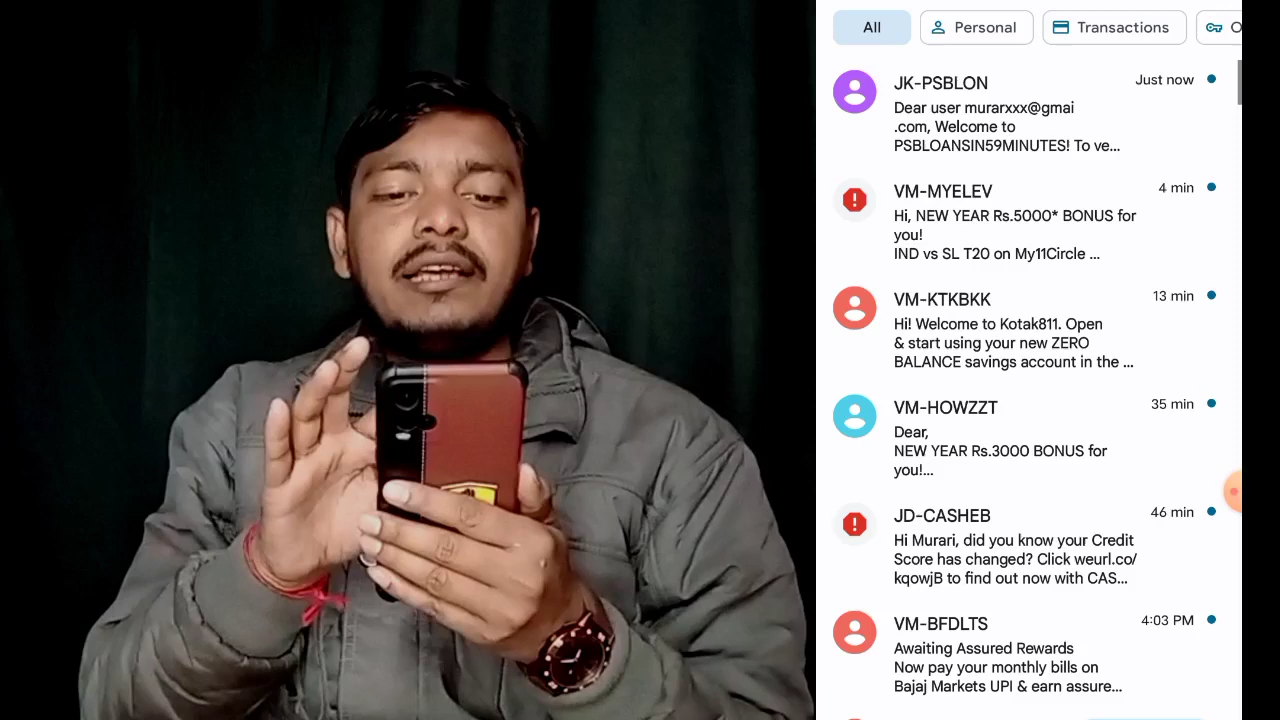 All
Personal
Transactions
O
JK-PSBLON
Just now
Dear user murarxxx@gmai
.com, Welcome to
PSBLOANSIN59MINUTES! To ve...
VM-MYELEV
4 min
Hi, NEW YEAR Rs.5000* BONUS for
you!
IND vs SL T20 on My11Circle ...
VM-KTKBKK
13 min
Hi! Welcome to Kotak811. Open
& start using your new ZERO
BALANCE savings account in the ...
VM-HOWZZT
35 min
Dear,
NEW YEAR Rs.3000 BONUS for
you!...
JD-CASHEB
46 min
Hi Murari, did you know your Credit
Score has changed? Click weurl.co/
kqowjB to find out now with CAS...
VM-BFDLTS
4:03 PM
Awaiting Assured Rewards
Now pay your monthly bills on
Bajaj Markets UPI & earn assure...